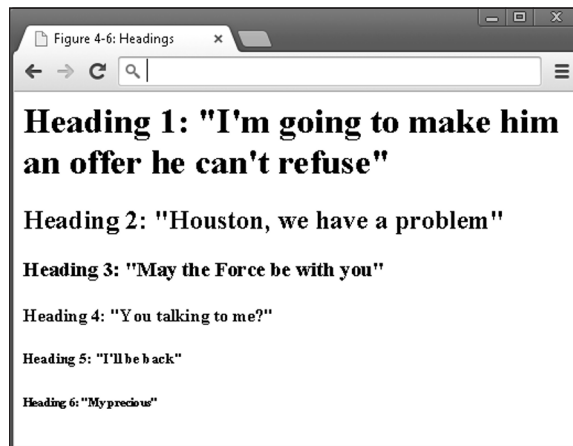 Figure 4-6: Headings
Heading 1: "I'm going to make him
an offer he can't refuse"
Heading 2: "Houston, we have a problem"
Heading 3: "May the Force be with you"
Heading 4: "You talking to me?"
Heading 5: "I'll be back"
Heading 6: "My precious"